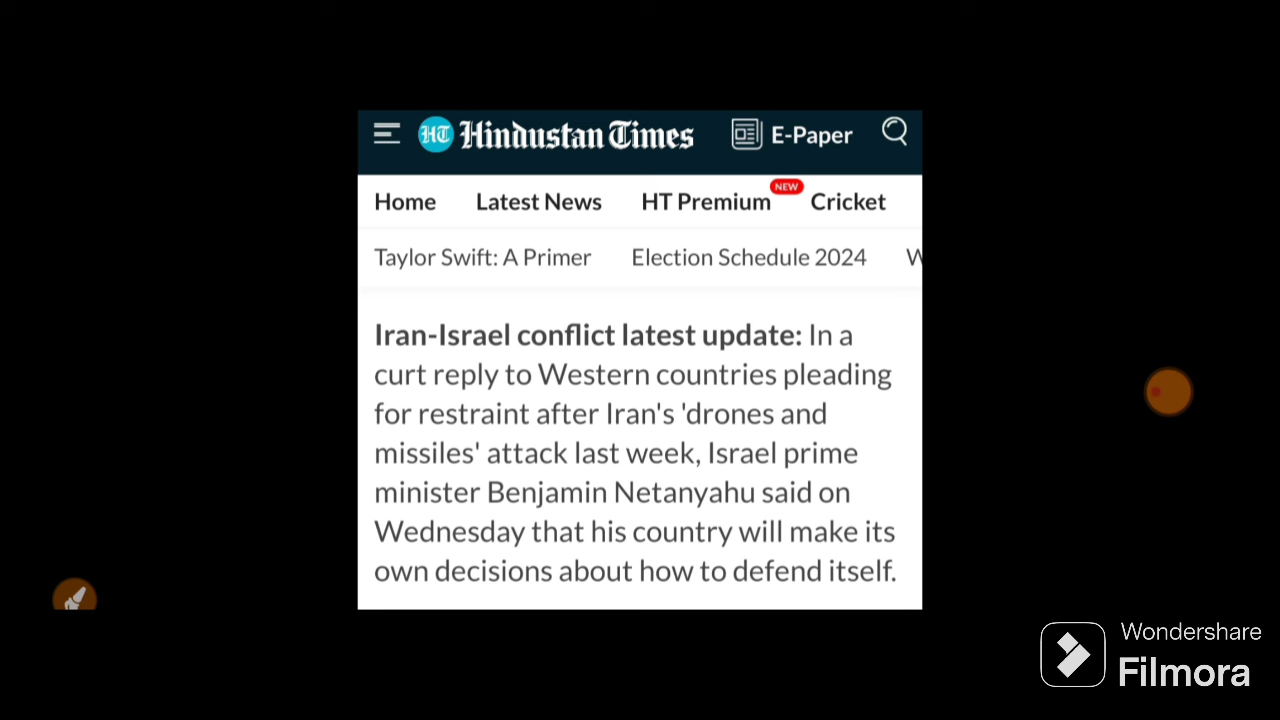 HT Hindustan Times E-Paper
NEW
Home Latest News HT Premium Cricket
Taylor Swift: A Primer Election Schedule 2024 W
Iran-Israel conflict latest update: In a
curt reply to Western countries pleading
for restraint after Iran's 'drones and
missiles' attack last week, Israel prime
minister Benjamin Netanyahu said on
Wednesday that his country will make its
own decisions about how to defend itself.
Wondershare
Filmora